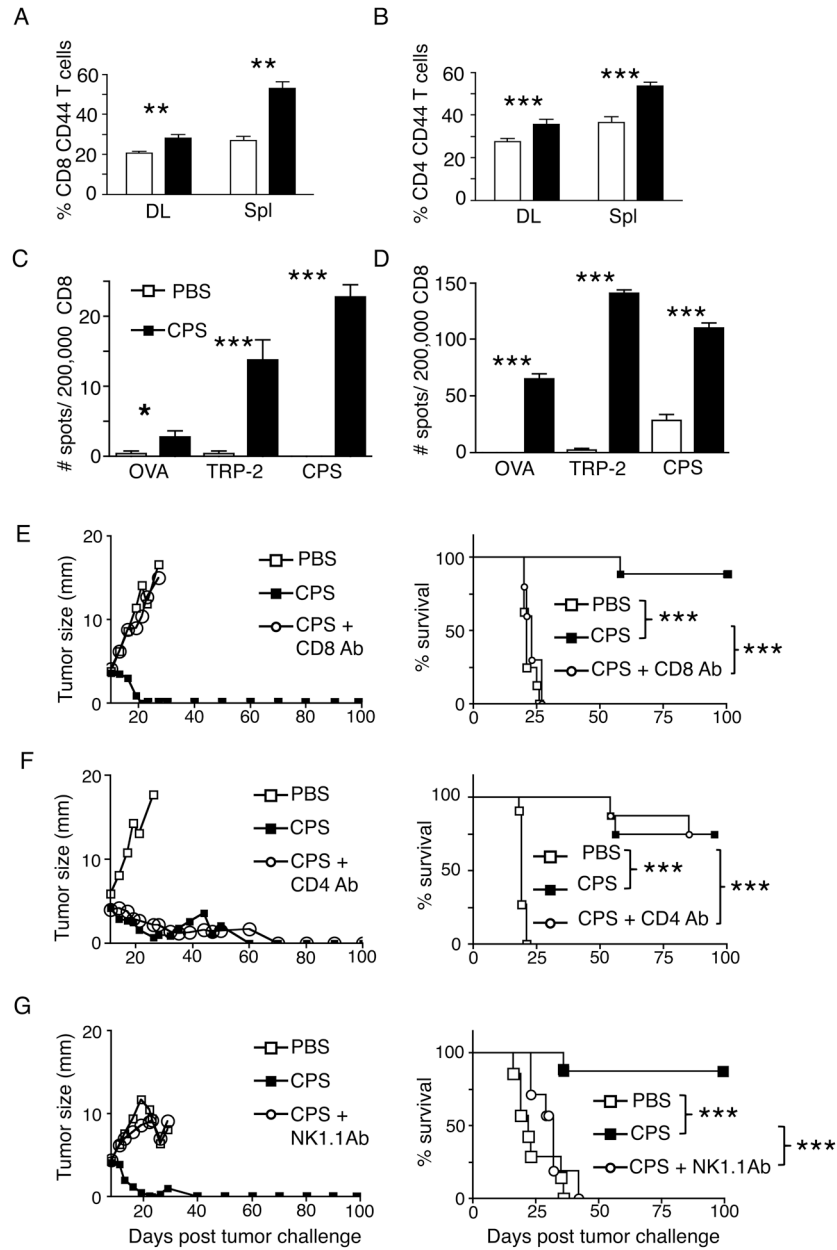 A
% CD8 CD44 T cells
60
40
20
0
**
**
DL
Spl
B
% CD4 CD44 T cells
60
40
20
0
***
***
DL
Spl
C
# spots/ 200,000 CD8
20
10
0
PBS
CPS
*
***
***
OVA
TRP-2
CPS
D
# spots/ 200,000 CD8
150
100
50
0
***
***
***
OVA
TRP-2
CPS
E
Tumor size (mm)
20
10
0
20
40
60
80
100
PBS
CPS
CPS +
CD8 Ab
% survival
100
50
0
0
25
50
75
100
PBS
CPS
CPS + CD8 Ab
***
***
F
Tumor size (mm)
20
10
0
20
40
60
80
100
PBS
CPS
CPS +
CD4 Ab
% survival
100
50
0
0
25
50
75
100
PBS
CPS
CPS + CD4 Ab
***
***
G
Tumor size (mm)
20
10
0
20
40
60
80
100
PBS
CPS
CPS +
NK1.1Ab
Days post tumor challenge
% survival
100
50
0
0
25
50
75
100
PBS
CPS
CPS + NK1.1Ab
***
***
Days post tumor challenge